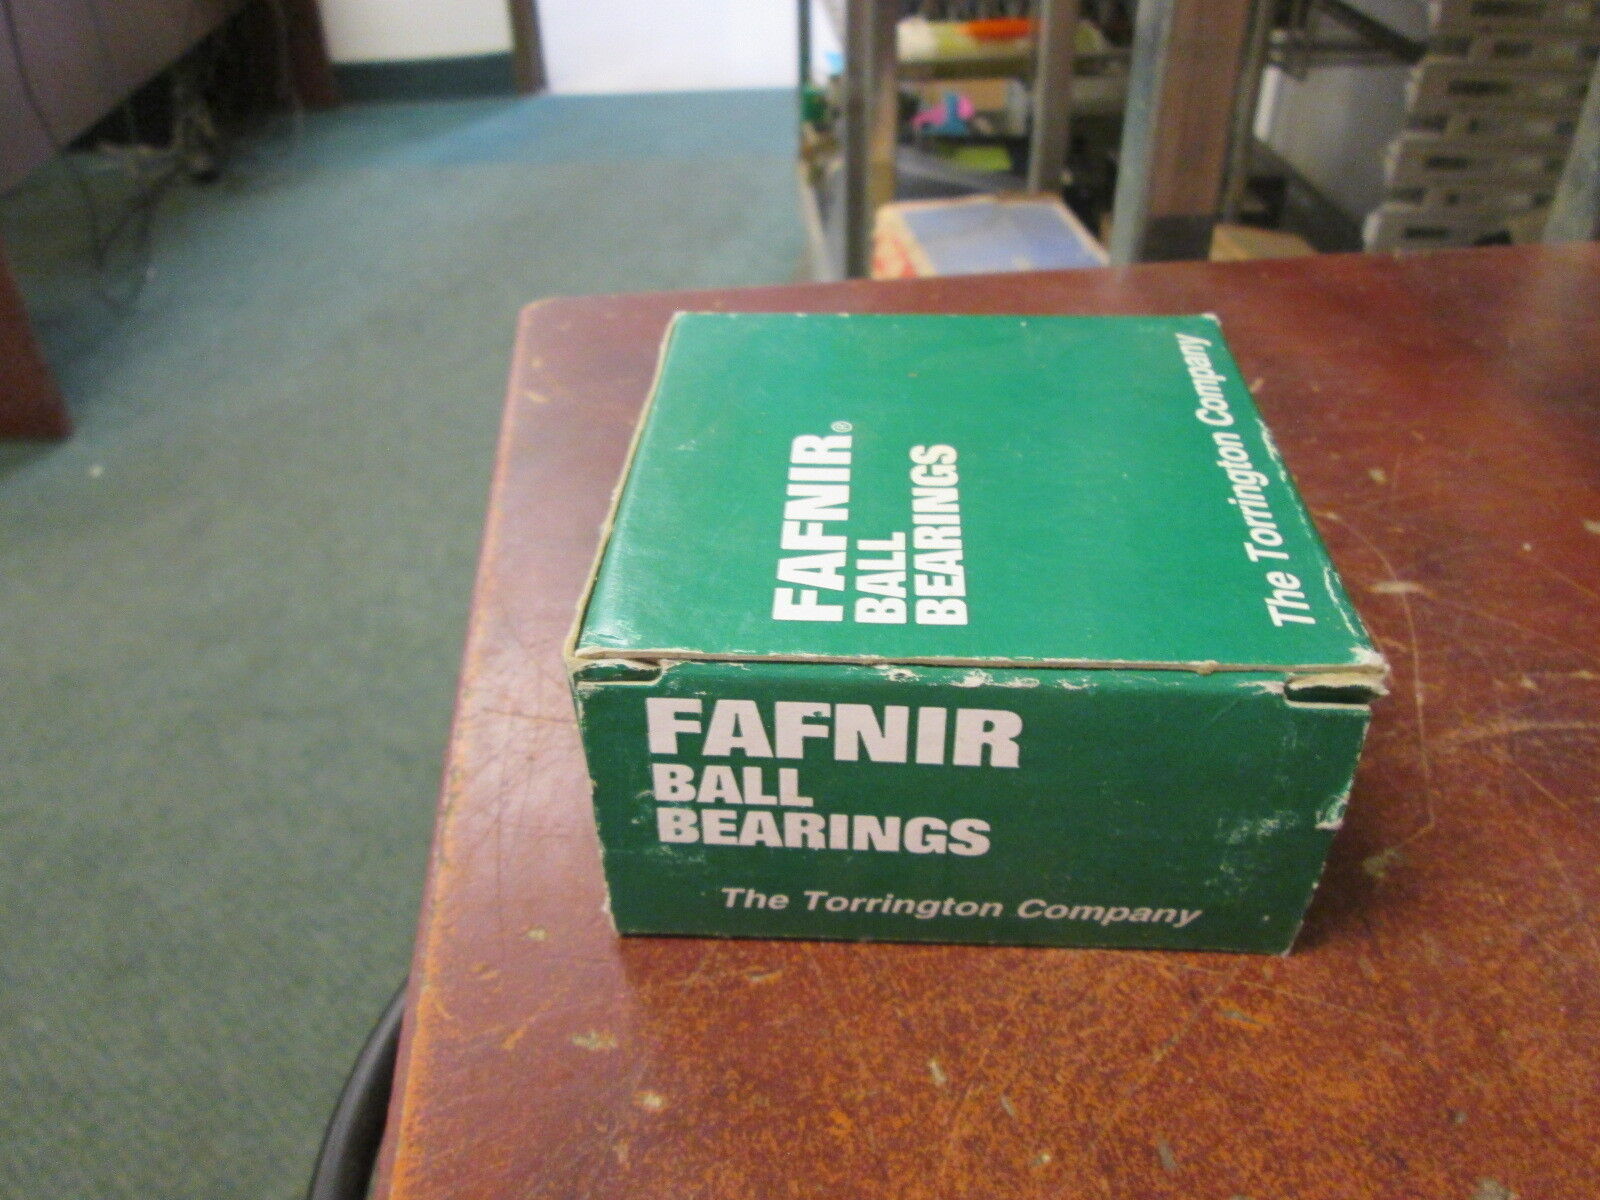 FAFNIR®
BALL
BEARINGS
The Torrington Company
FAFNIR
BALL
BEARINGS
The Torrington Company